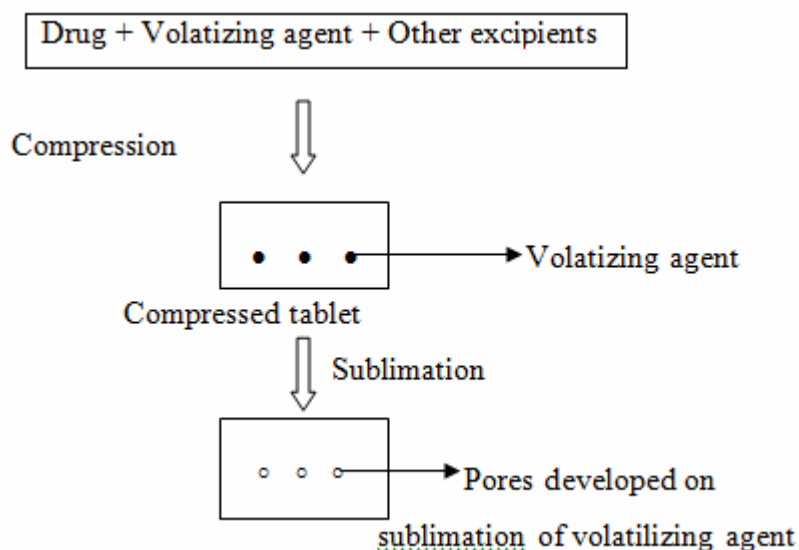 Drug + Volatizing agent + Other excipients
Compression
Volatizing agent
Compressed tablet
Sublimation
Pores developed on
sublimation of volatilizing agent